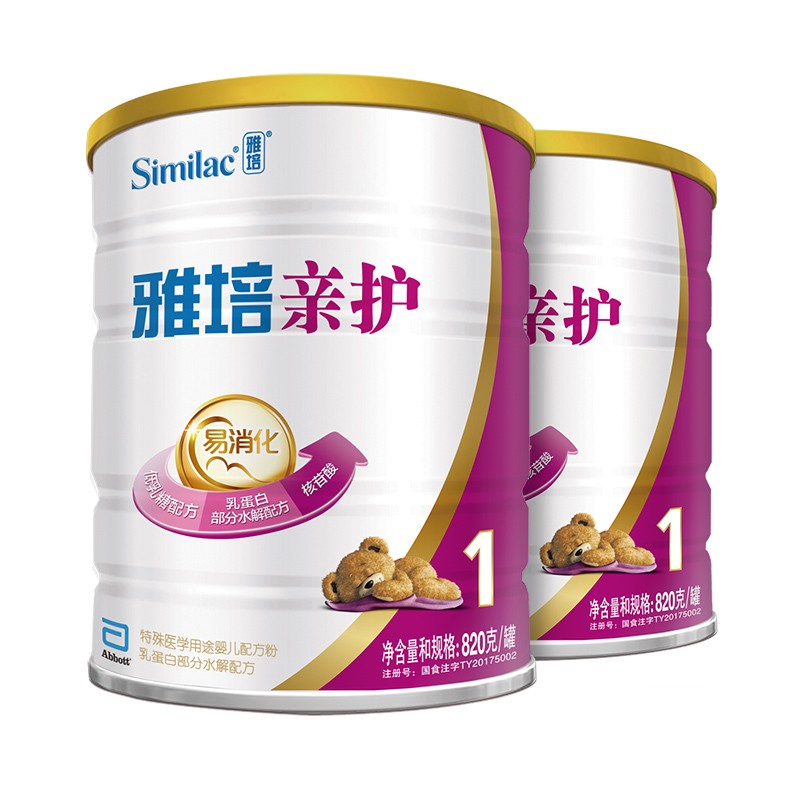 Similac® 雅培®
雅培亲护
易消化
低乳糖配方
乳蛋白
部分水解配方
核苷酸
1
Abbott
特殊医学用途婴儿配方粉
乳蛋白部分水解配方
净含量和规格:820克/罐
注册号：国食注字TY20175002
亲护
核苷酸
1
净含量和规格:820克/罐
注册号：国食注字TY20175002